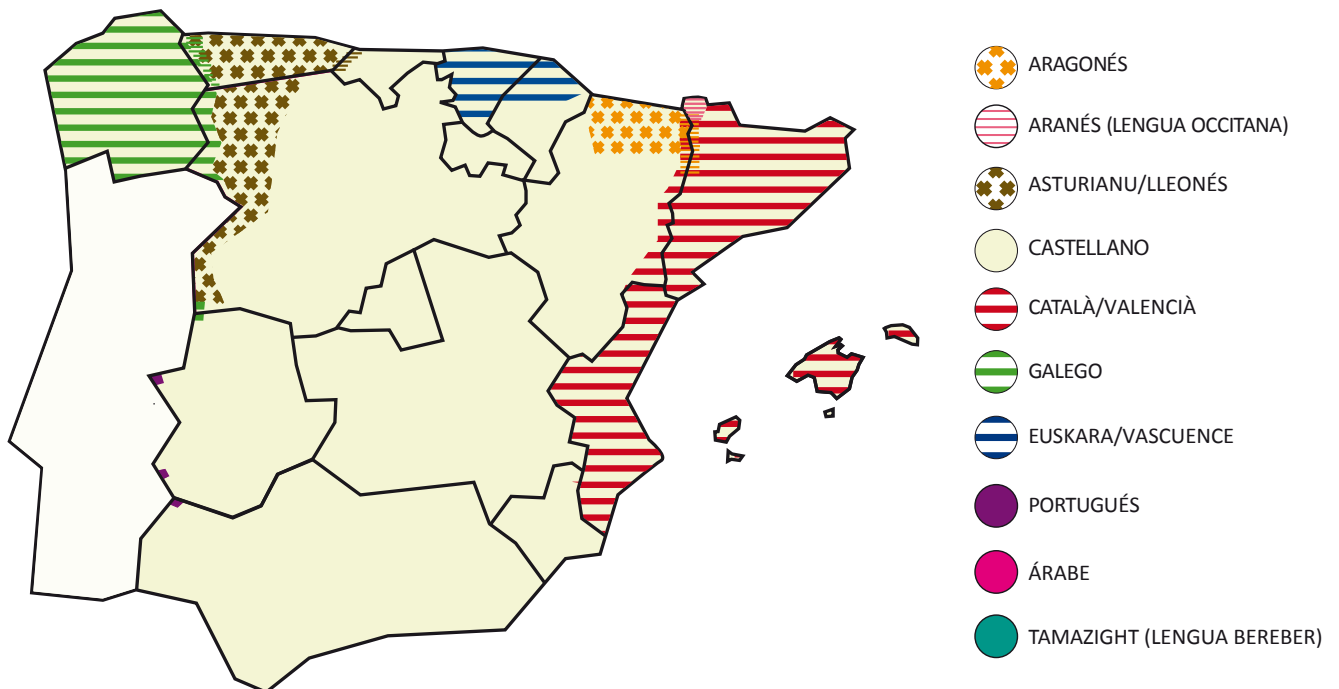 ARAGONÉS
ARANÉS (LENGUA OCCITANA)
ASTURIANU/LLEONÉS
CASTELLANO
CATALÀ/VALENCIÀ
GALEGO
EUSKARA/VASCUENCE
PORTUGUÉS
ÁRABE
TAMAZIGHT (LENGUA BEREBER)